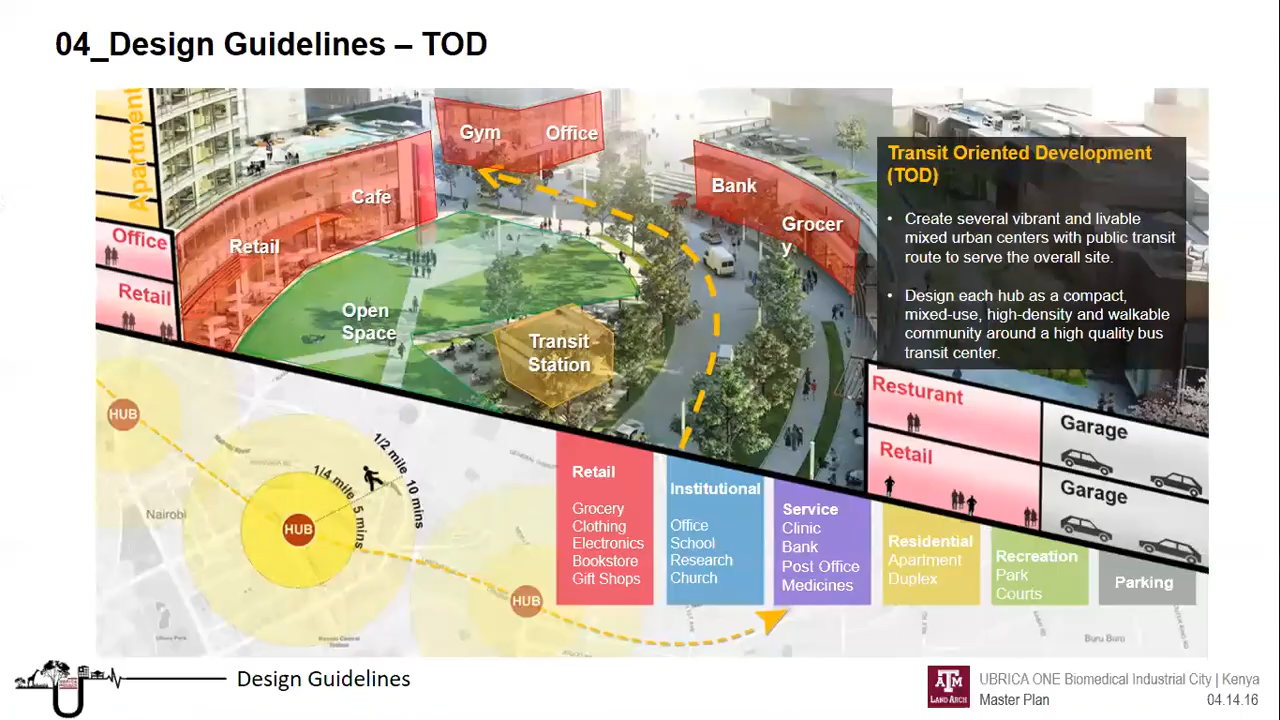 04_Design Guidelines – TOD
Apartment
Office
Retail
Gym
Office
Cafe
Retail
Bank
Grocer
y
Open
Space
Transit
Station
Transit Oriented Development
(TOD)
• Create several vibrant and livable
mixed urban centers with public transit
route to serve the overall site.
• Design each hub as a compact,
mixed-use, high-density and walkable
community around a high quality bus
transit center.
Resturant
Retail
Garage
Garage
HUB
HUB
HUB
1/4 mile
5 mins
1/2 mile
10 mins
Nairobi
Retail
Grocery
Clothing
Electronics
Bookstore
Gift Shops
Institutional
Office
School
Research
Church
Service
Clinic
Bank
Post Office
Medicines
Residential
Apartment
Duplex
Recreation
Park
Courts
Parking
Buru Buru
Design Guidelines
ATM
LAND ARCH
UBRICA ONE Biomedical Industrial City | Kenya
Master Plan
04.14.16